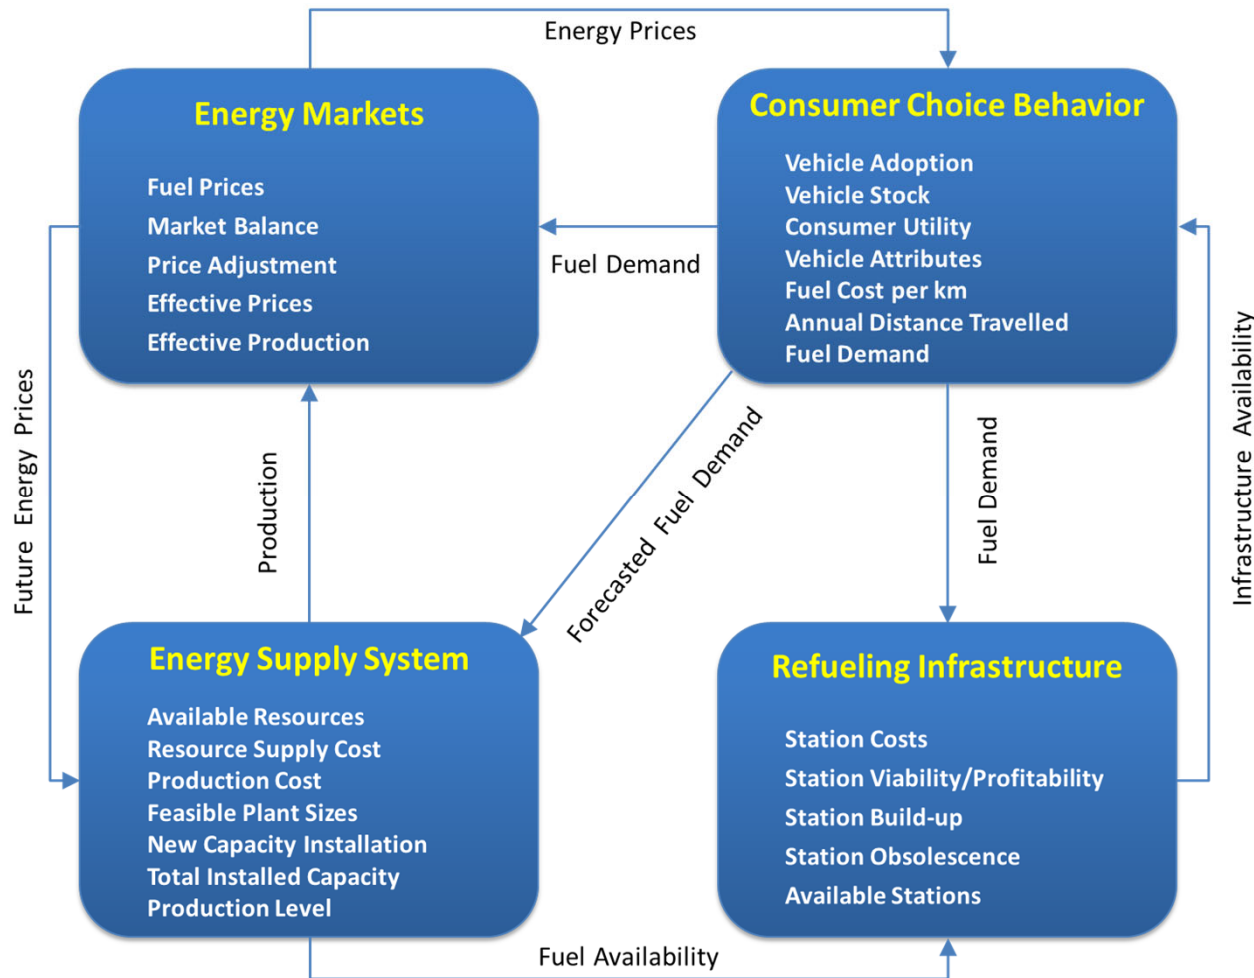 Energy Prices
Energy Markets
Fuel Prices
Market Balance
Price Adjustment
Effective Prices
Effective Production
Consumer Choice Behavior
Vehicle Adoption
Vehicle Stock
Consumer Utility
Vehicle Attributes
Fuel Cost per km
Annual Distance Travelled
Fuel Demand
Fuel Demand
Future Energy Prices
Production
Forecasted Fuel Demand
Fuel Demand
Infrastructure Availability
Energy Supply System
Available Resources
Resource Supply Cost
Production Cost
Feasible Plant Sizes
New Capacity Installation
Total Installed Capacity
Production Level
Refueling Infrastructure
Station Costs
Station Viability/Profitability
Station Build-up
Station Obsolescence
Available Stations
Fuel Availability